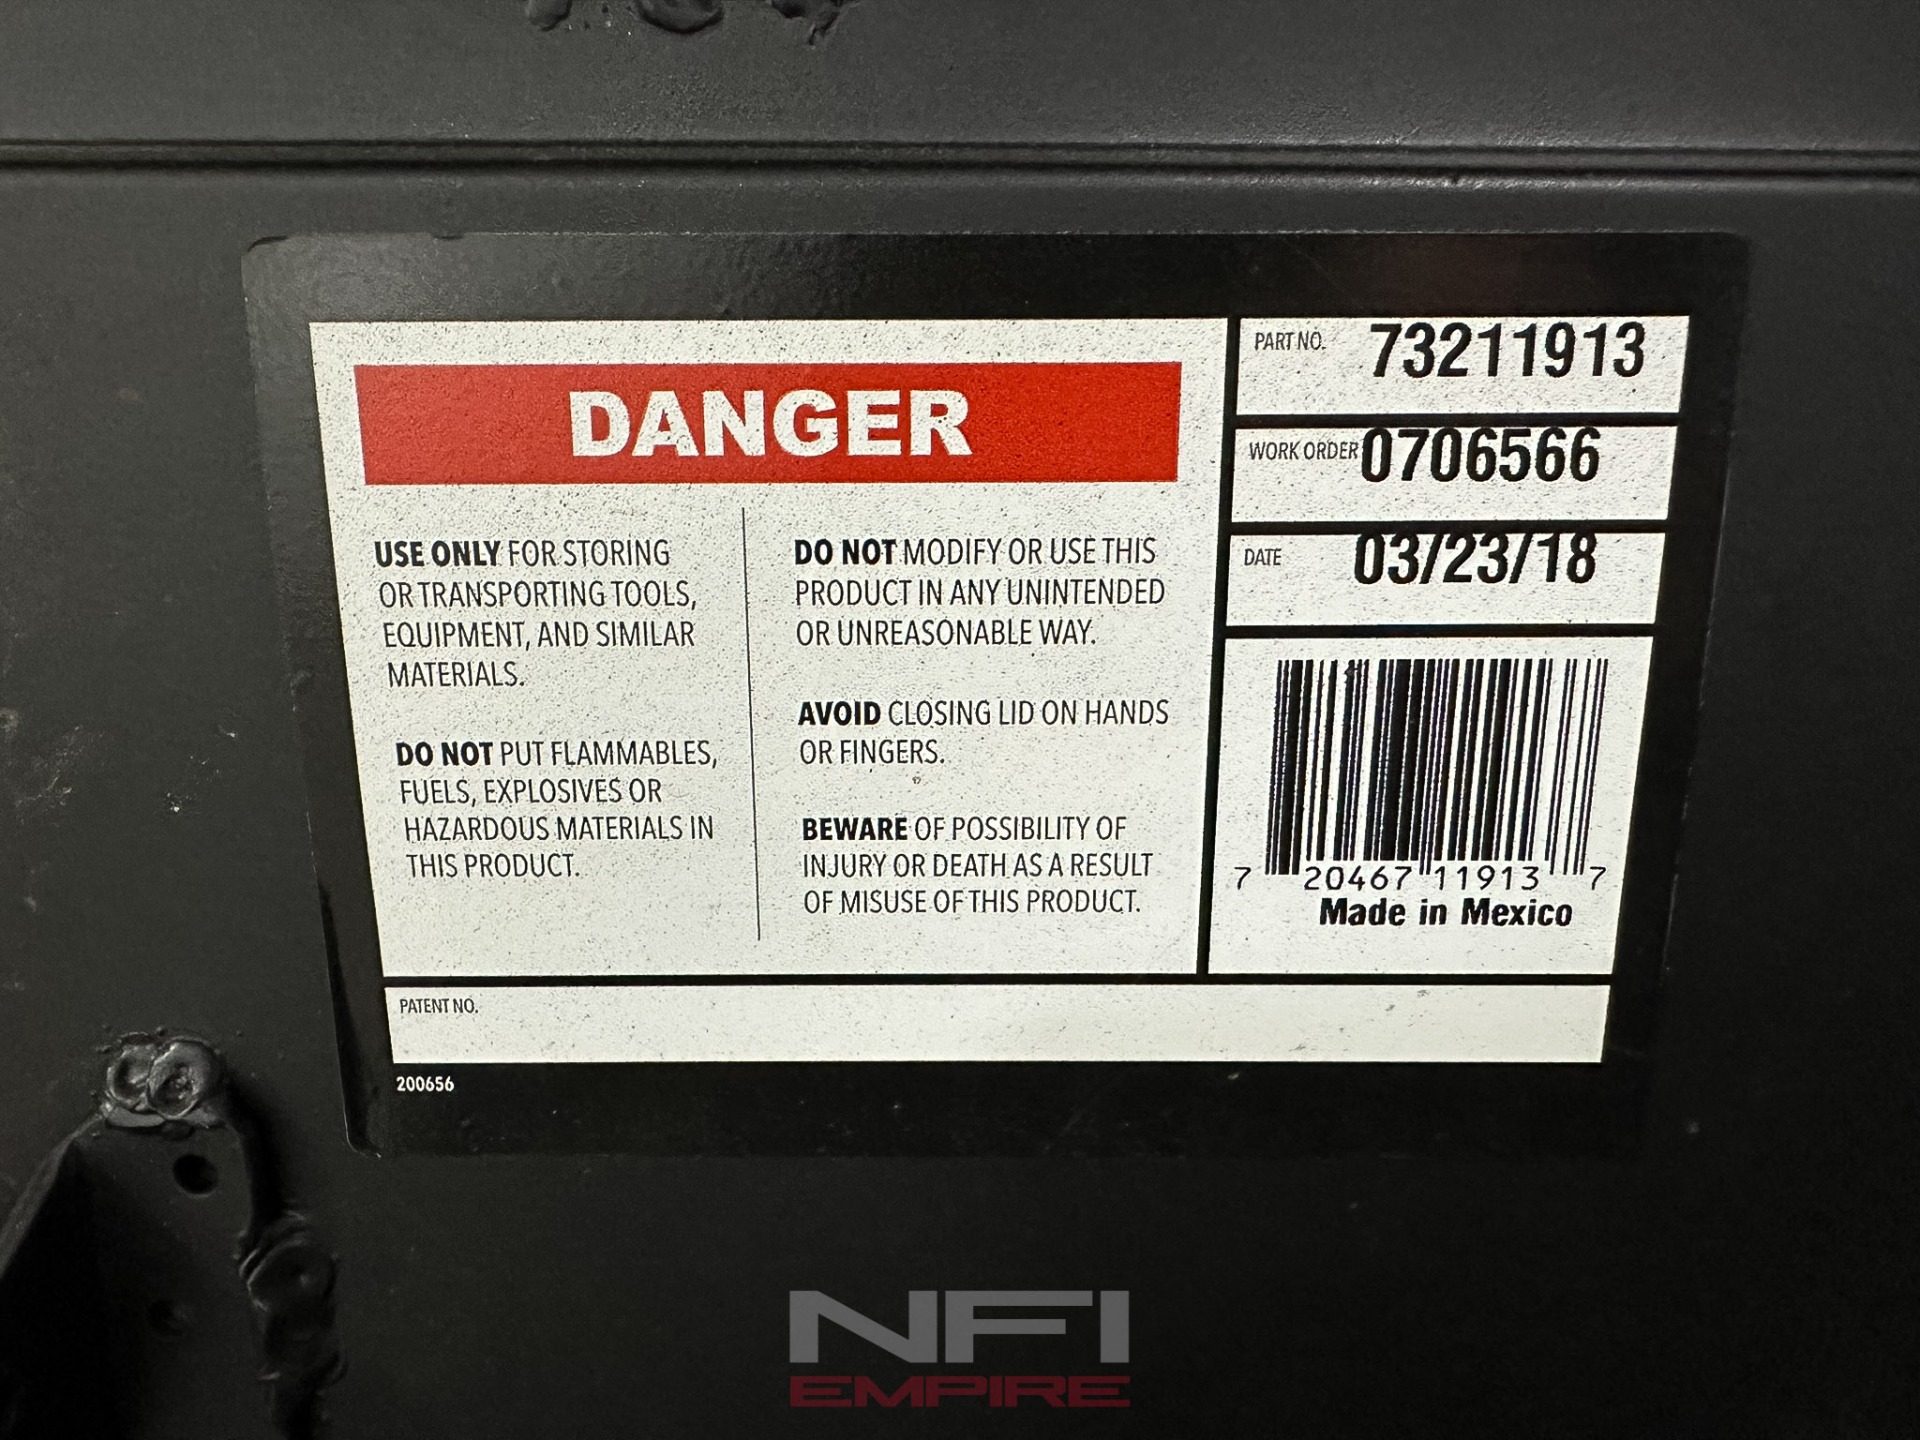 DANGER
USE ONLY FOR STORING
OR TRANSPORTING TOOLS,
EQUIPMENT, AND SIMILAR
MATERIALS.
DO NOT PUT FLAMMABLES,
FUELS, EXPLOSIVES OR
HAZARDOUS MATERIALS IN
THIS PRODUCT.
DO NOT MODIFY OR USE THIS
PRODUCT IN ANY UNINTENDED
OR UNREASONABLE WAY.
AVOID CLOSING LID ON HANDS
OR FINGERS.
BEWARE OF POSSIBILITY OF
INJURY OR DEATH AS A RESULT
OF MISUSE OF THIS PRODUCT.
PART NO. 73211913
WORK ORDER 0706566
DATE 03/23/18
7 20467 11913 7
Made in Mexico
PATENT NO.
200656
NFI
EMPIRE